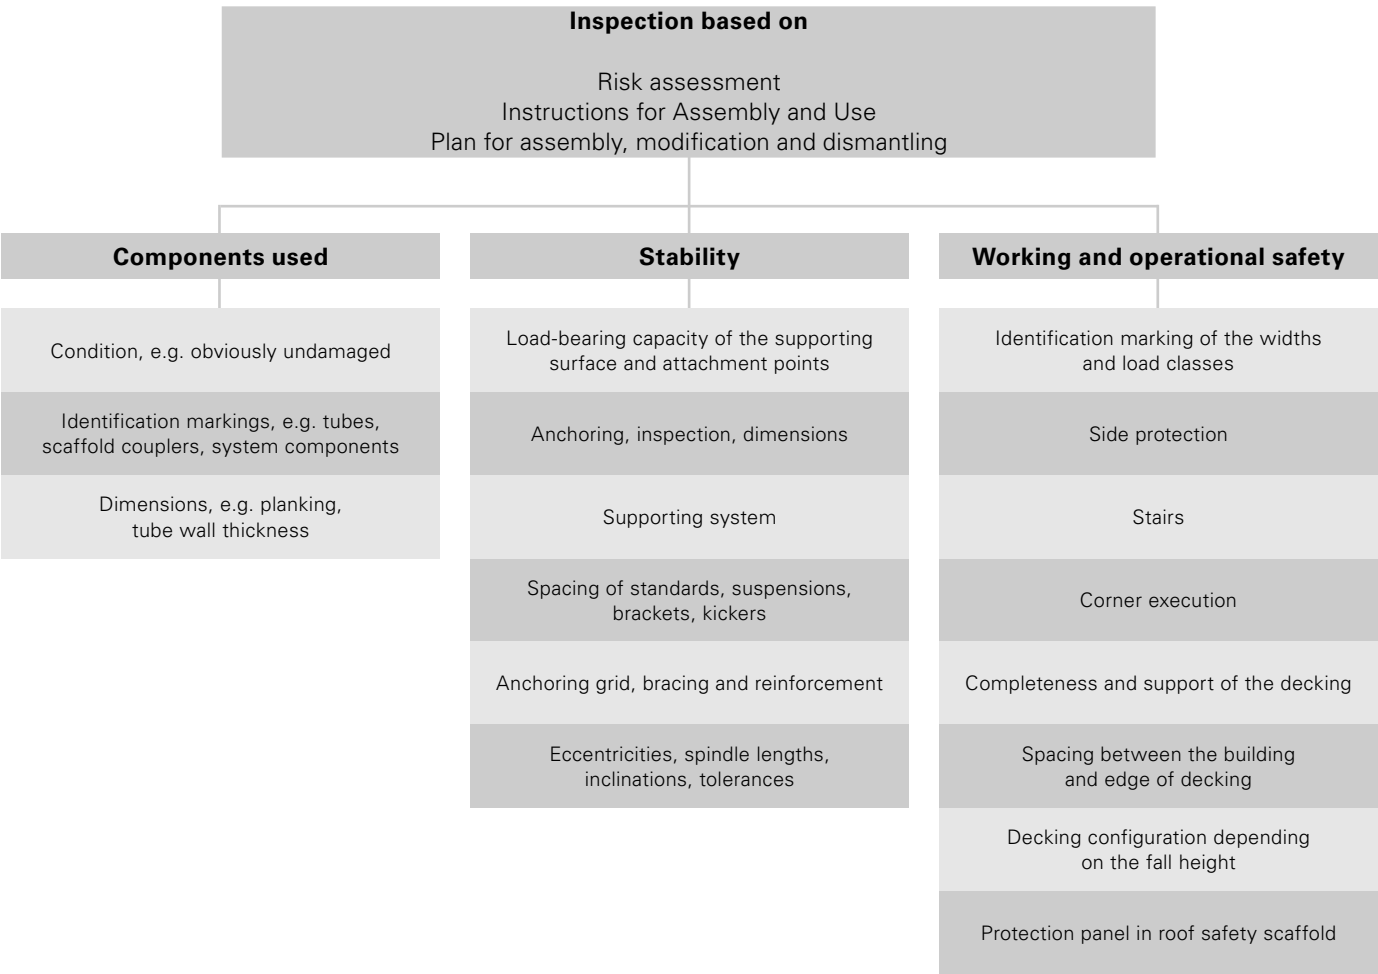 Inspection based on
Risk assessment
Instructions for Assembly and Use
Plan for assembly, modification and dismantling
Components used
Condition, e.g. obviously undamaged
Identification markings, e.g. tubes,
scaffold couplers, system components
Dimensions, e.g. planking,
tube wall thickness
Stability
Load-bearing capacity of the supporting
surface and attachment points
Anchoring, inspection, dimensions
Supporting system
Spacing of standards, suspensions,
brackets, kickers
Anchoring grid, bracing and reinforcement
Eccentricities, spindle lengths,
inclinations, tolerances
Working and operational safety
Identification marking of the widths
and load classes
Side protection
Stairs
Corner execution
Completeness and support of the decking
Spacing between the building
and edge of decking
Decking configuration depending
on the fall height
Protection panel in roof safety scaffold